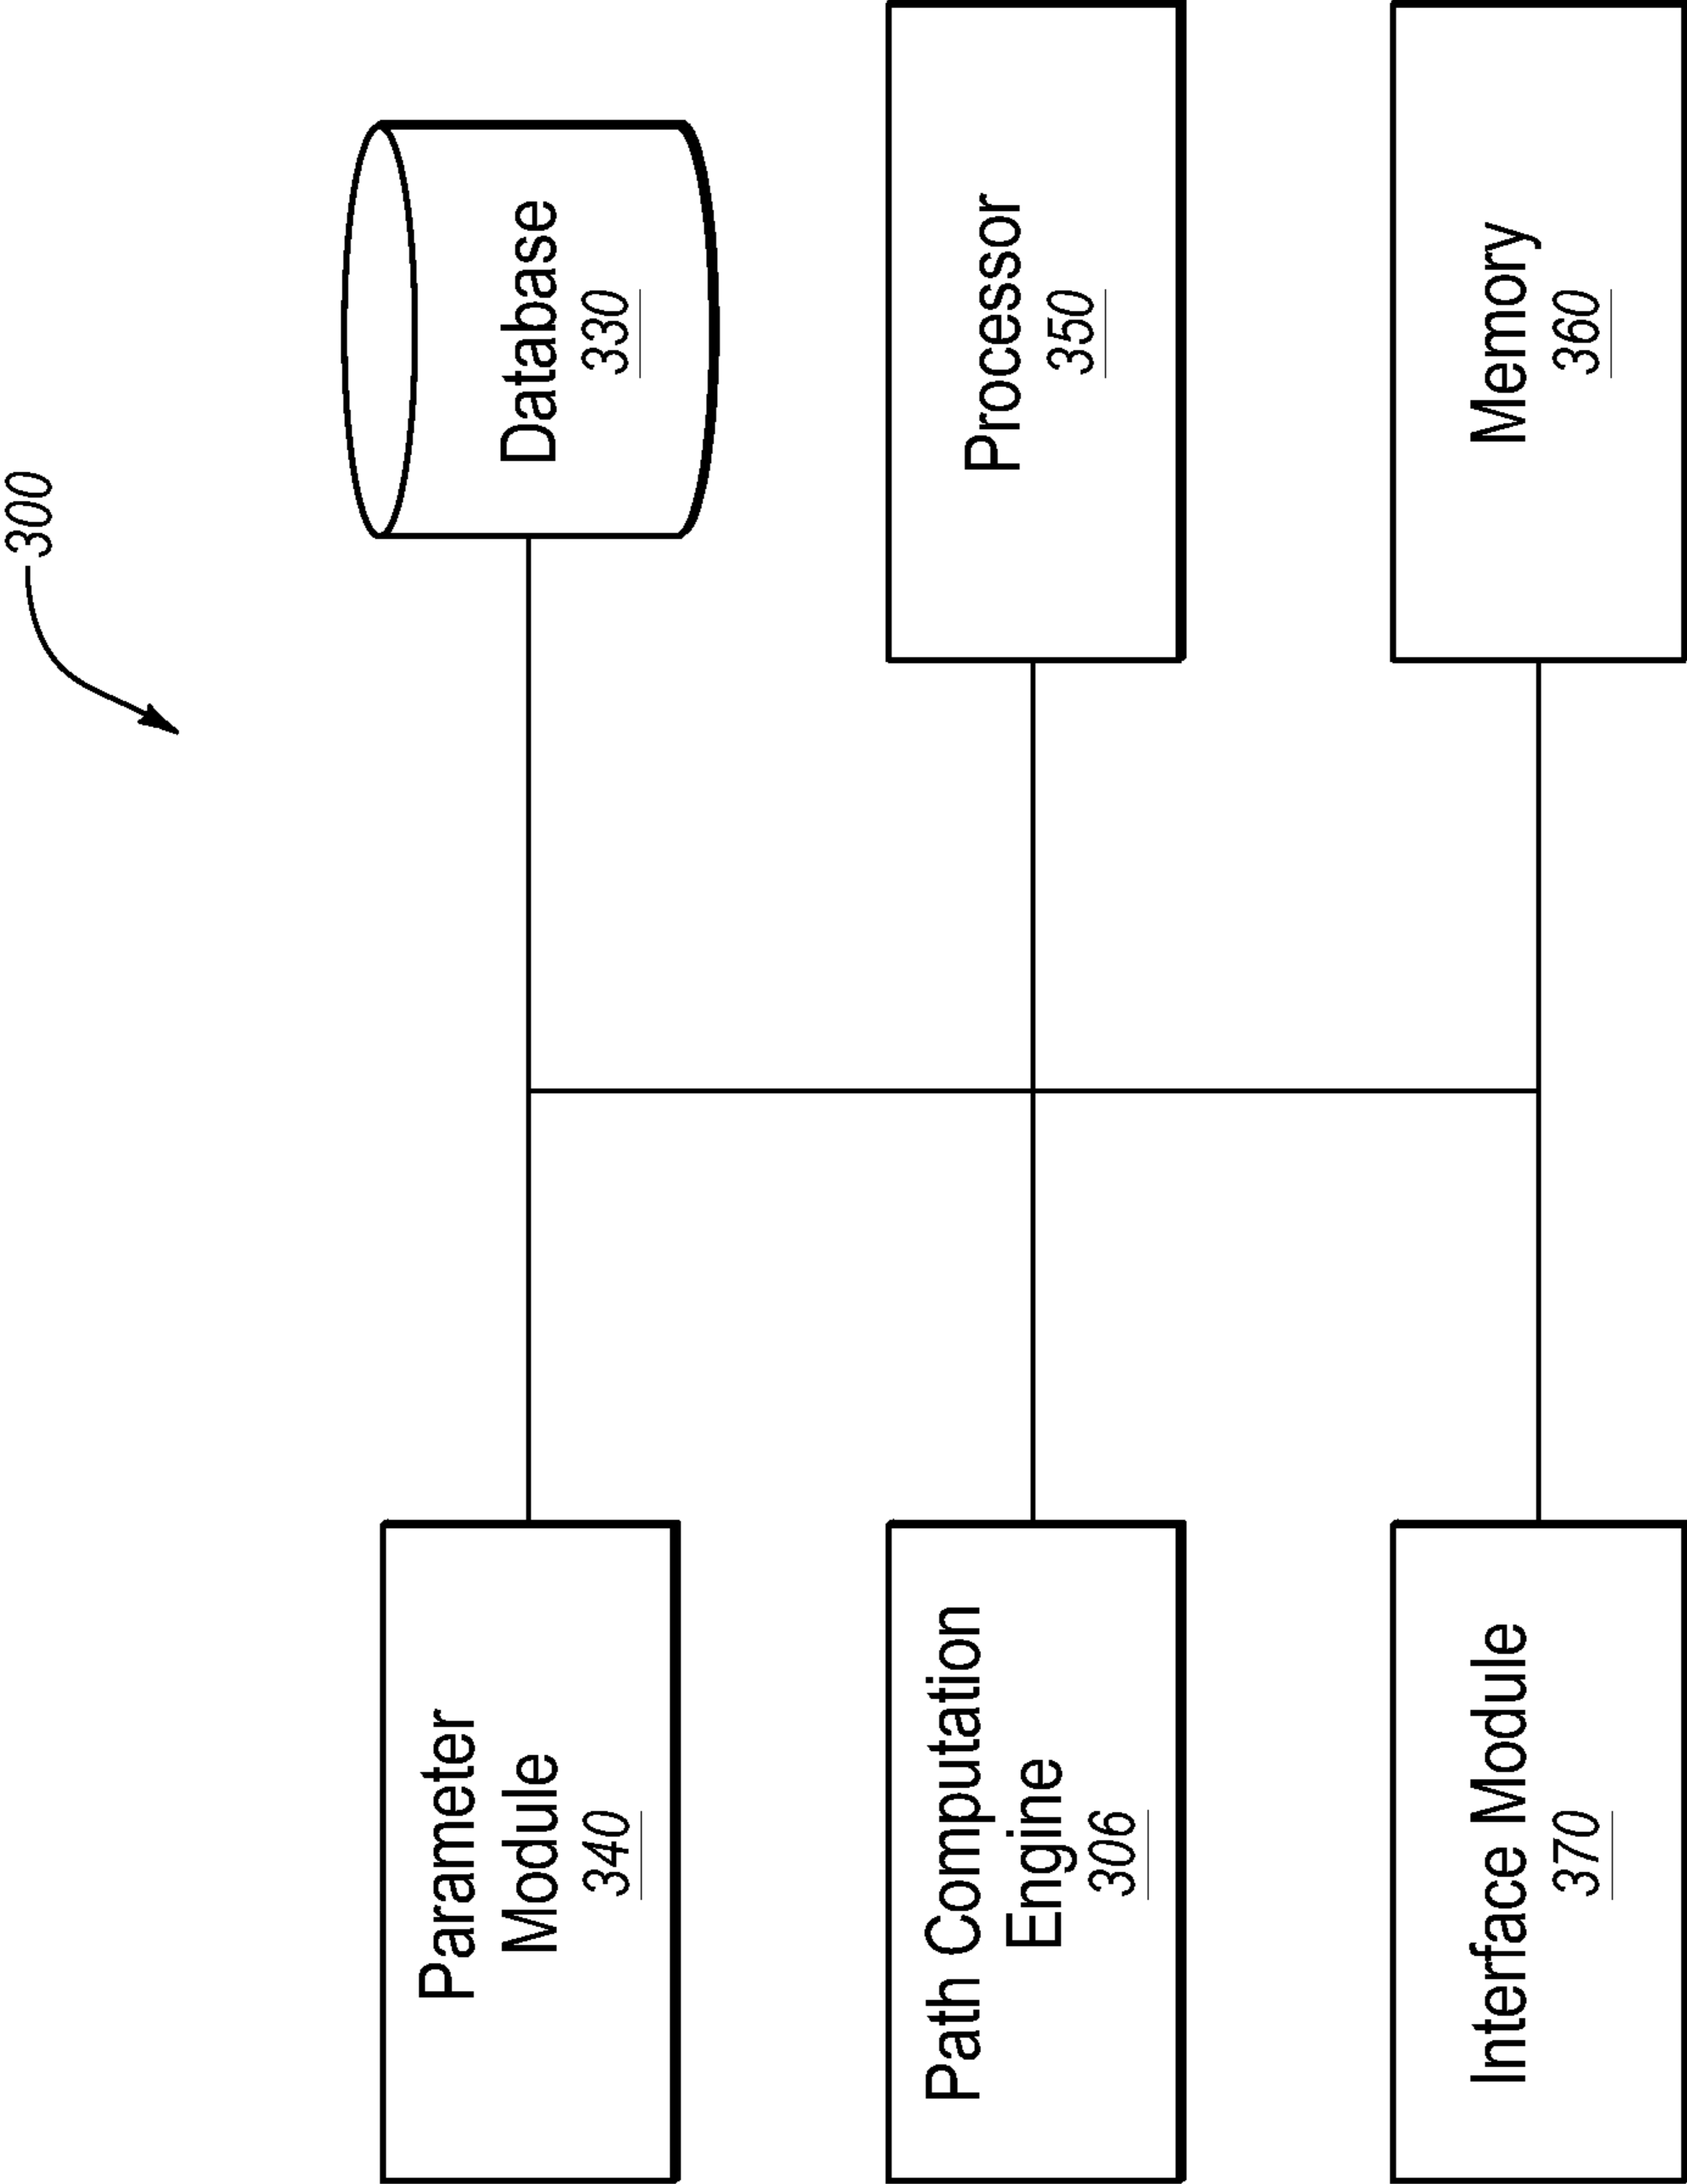 300
Parameter
Module
340
Database
330
Path Computation
Engine
306
Processor
350
Interface Module
370
Memory
360